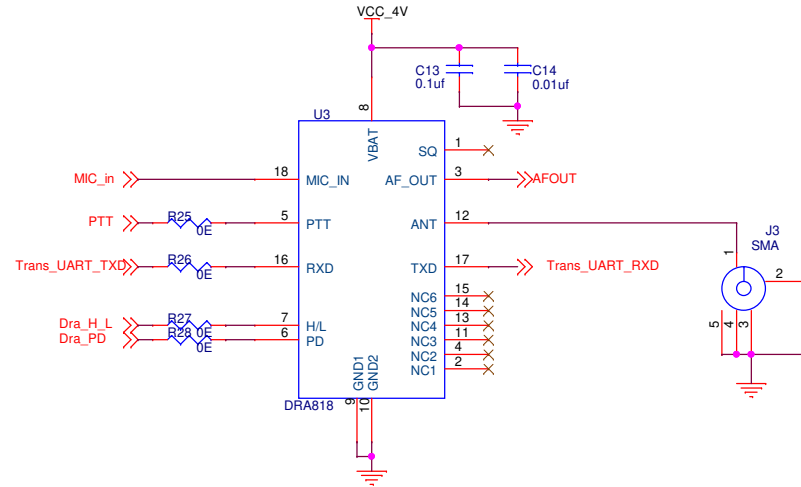 VCC_4V
C13
0.1uf
C14
0.01uf
U3
8
VBAT
SQ
1
MIC_in
18
MIC_IN
AF_OUT
3
AFOUT
PTT
R25
0E
5
PTT
ANT
12
J3
SMA
1
2
5
4
3
Trans_UART_TXD
R26
0E
16
RXD
TXD
17
Trans_UART_RXD
NC6
15
NC5
14
NC4
13
NC3
11
NC2
4
NC1
2
Dra_H_L
R27
0E
7
H/L
Dra_PD
R28
0E
6
PD
GND1
GND2
9
10
DRA818